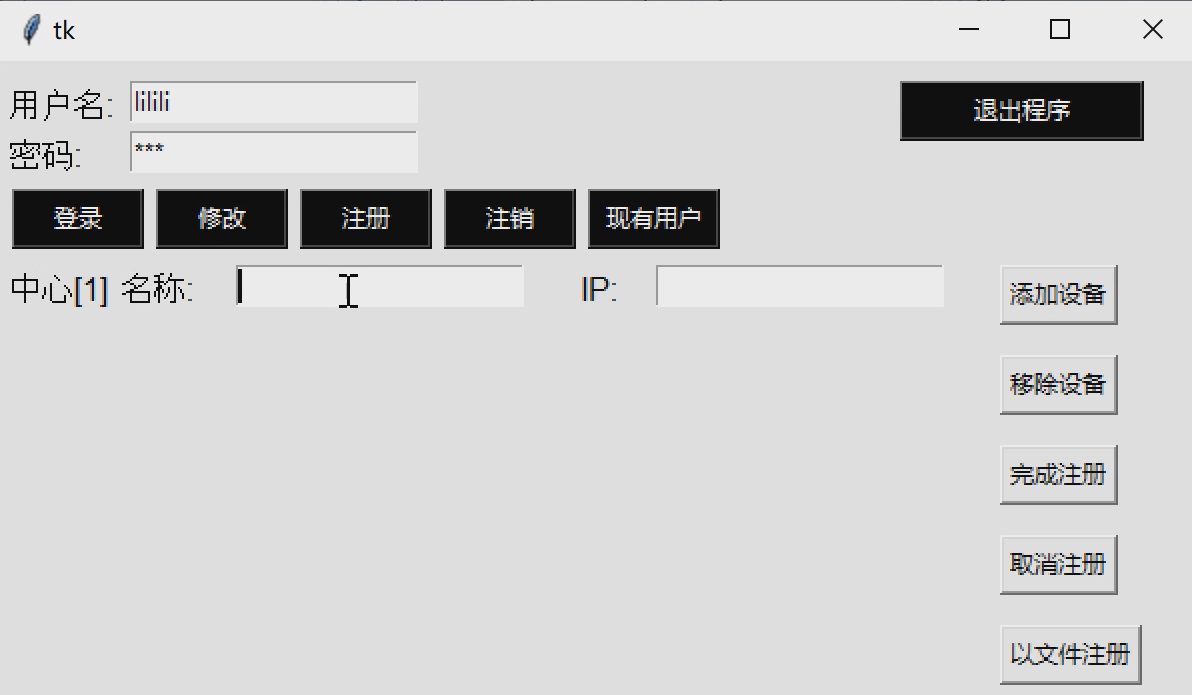 tk
用户名: lilili
退出程序
密码: ***
登录 修改 注册 注销 现有用户
中心[1] 名称: IP: 添加设备
移除设备
完成注册
取消注册
以文件注册